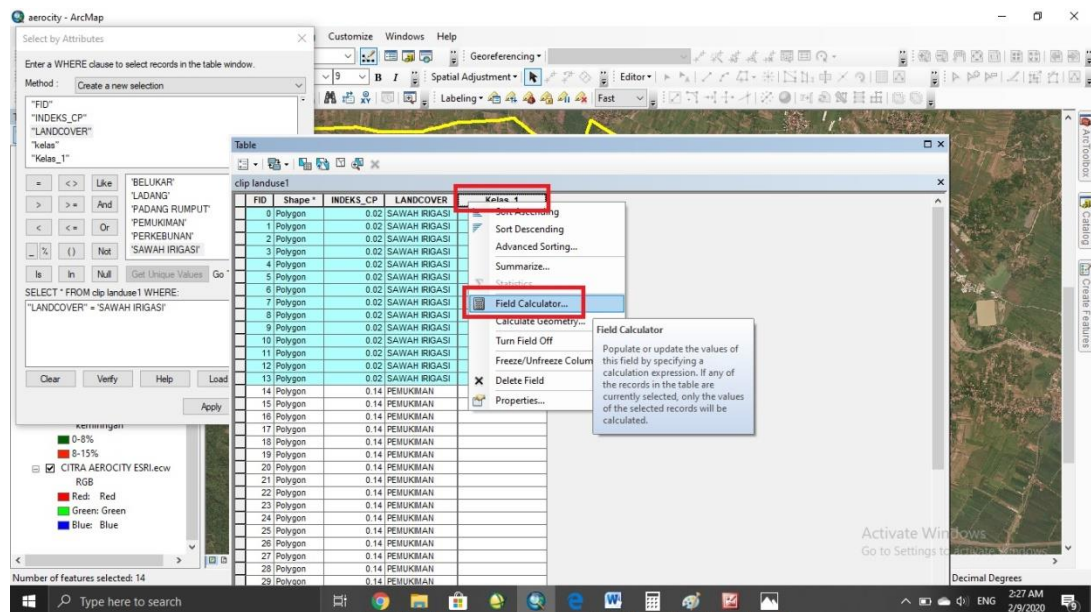 aerocity - ArcMap
Select by Attributes
Customize Windows Help
Enter a WHERE clause to select records in the table window.
Method : Create a new selection
"FID"
"INDEKS_CP"
"LANDCOVER"
"kelas"
"Kelas_1"
= <> Like
> >= And
< <= Or
_ % () Not
Is In Null Get Unique Values Go
'BELUKAR'
'LADANG'
'PADANG RUMPUT'
'PEMUKIMAN'
'PERKEBUNAN'
'SAWAH IRIGASI'
SELECT * FROM clip landuse1 WHERE:
"LANDCOVER" = 'SAWAH IRIGASI'
Clear Verify Help Load
Apply
Georeferencing
9 B I Spatial Adjustment Editor
Labeling Fast
Table
clip landuse1
FID Shape * INDEKS_CP LANDCOVER Kelas_1
0 Polygon 0.02 SAWAH IRIGASI
1 Polygon 0.02 SAWAH IRIGASI
2 Polygon 0.02 SAWAH IRIGASI
3 Polygon 0.02 SAWAH IRIGASI
4 Polygon 0.02 SAWAH IRIGASI
5 Polygon 0.02 SAWAH IRIGASI
6 Polygon 0.02 SAWAH IRIGASI
7 Polygon 0.02 SAWAH IRIGASI
8 Polygon 0.02 SAWAH IRIGASI
9 Polygon 0.02 SAWAH IRIGASI
10 Polygon 0.02 SAWAH IRIGASI
11 Polygon 0.02 SAWAH IRIGASI
12 Polygon 0.02 SAWAH IRIGASI
13 Polygon 0.02 SAWAH IRIGASI
14 Polygon 0.14 PEMUKIMAN
15 Polygon 0.14 PEMUKIMAN
16 Polygon 0.14 PEMUKIMAN
17 Polygon 0.14 PEMUKIMAN
18 Polygon 0.14 PEMUKIMAN
19 Polygon 0.14 PEMUKIMAN
20 Polygon 0.14 PEMUKIMAN
21 Polygon 0.14 PEMUKIMAN
22 Polygon 0.14 PEMUKIMAN
23 Polygon 0.14 PEMUKIMAN
24 Polygon 0.14 PEMUKIMAN
25 Polygon 0.14 PEMUKIMAN
26 Polygon 0.14 PEMUKIMAN
27 Polygon 0.14 PEMUKIMAN
28 Polygon 0.14 PEMUKIMAN
29 Polygon 0.14 PEMUKIMAN
Sort Ascending
Sort Descending
Advanced Sorting...
Summarize...
Statistics...
Field Calculator...
Calculate Geometry...
Turn Field Off
Freeze/Unfreeze Colum
Delete Field
Properties...
Field Calculator
Populate or update the values of
this field by specifying a
calculation expression. If any of
the records in the table are
currently selected, only the values
of the selected records will be
calculated.
kemiringan
0-8%
8-15%
CITRA AEROCITY ESRI.ecw
RGB
Red: Red
Green: Green
Blue: Blue
ArcToolbox
Catalog
Create Features
Activate Windows
Go to Settings to activate Windows.
Number of features selected: 14
Decimal Degrees
Type here to search
ENG
2:27 AM
2/9/2020